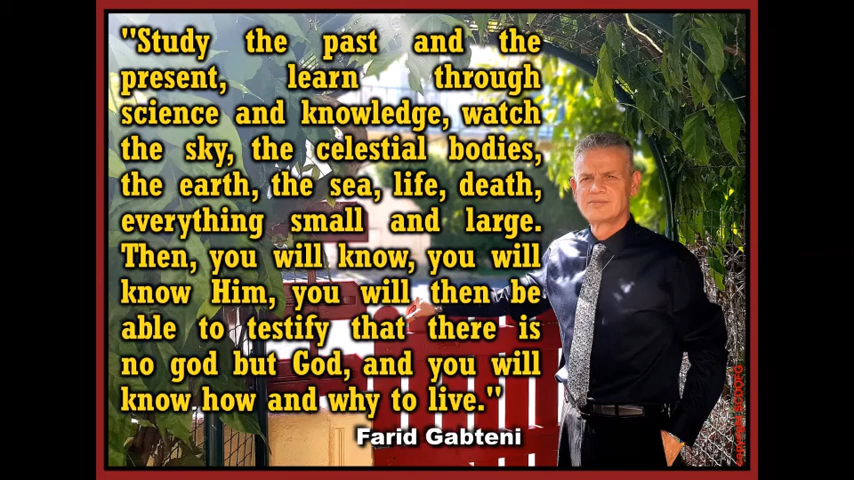 "Study the past and the
present, learn through
science and knowledge, watch
the sky, the celestial bodies,
the earth, the sea, life, death,
everything small and large.
Then, you will know, you will
know Him, you will then be
able to testify that there is
no god but God, and you will
know how and why to live."
Farid Gabteni